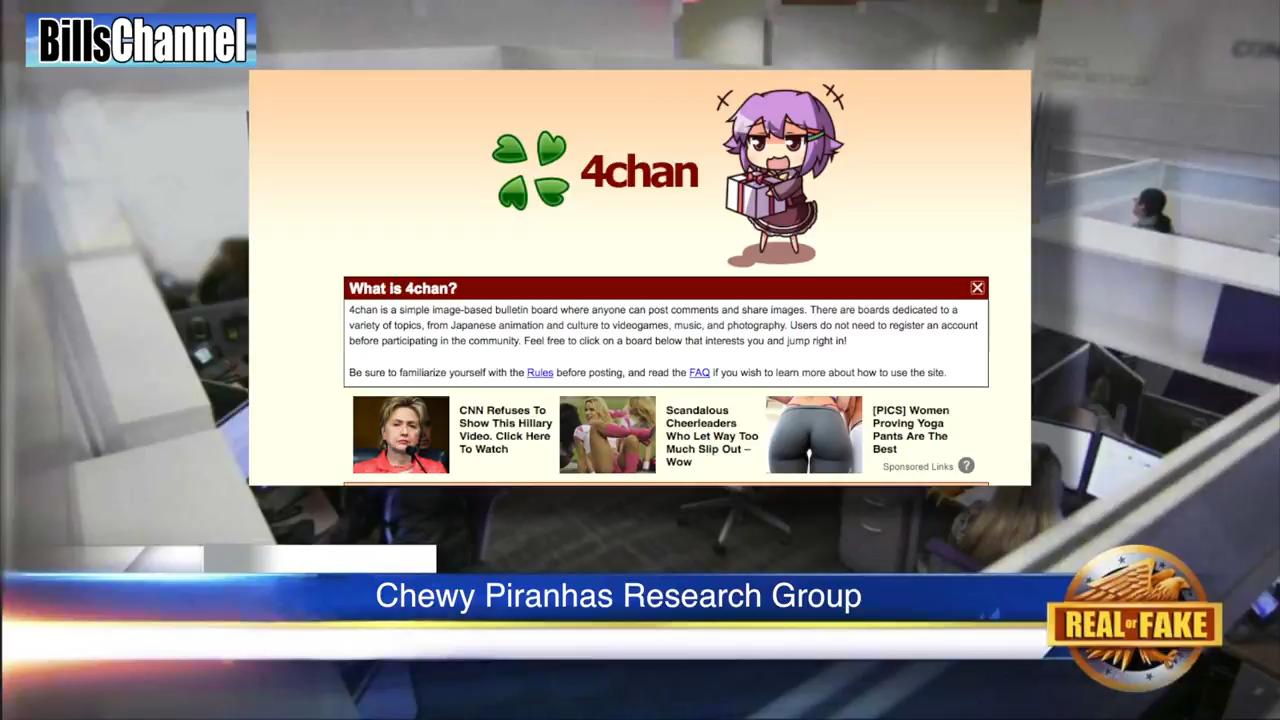 BillsChannel
4chan
What is 4chan?
4chan is a simple image-based bulletin board where anyone can post comments and share images. There are boards dedicated to a
variety of topics, from Japanese animation and culture to videogames, music, and photography. Users do not need to register an account
before participating in the community. Feel free to click on a board below that interests you and jump right in!
Be sure to familiarize yourself with the Rules before posting, and read the FAQ if you wish to learn more about how to use the site.
CNN Refuses To
Show This Hillary
Video. Click Here
To Watch
Scandalous
Cheerleaders
Who Let Way Too
Much Slip Out –
Wow
[PICS] Women
Proving Yoga
Pants Are The
Best
Sponsored Links ?
Chewy Piranhas Research Group
REAL or FAKE